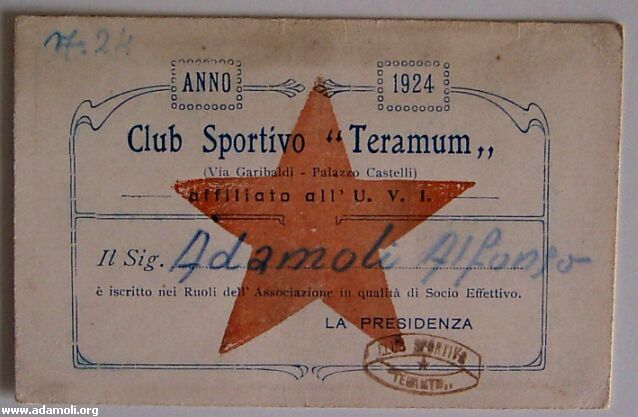 N. 24
ANNO 1924
Club Sportivo "Teramum„
(Via Garibaldi - Palazzo Castelli)
affiliato all' U. V. I.
Il Sig. Adamoli Alfonso
è iscritto nei Ruoli dell' Associazione in qualità di Socio Effettivo.
LA PRESIDENZA
CLUB SPORTIVO
"TERAMUM„
www.adamoli.org